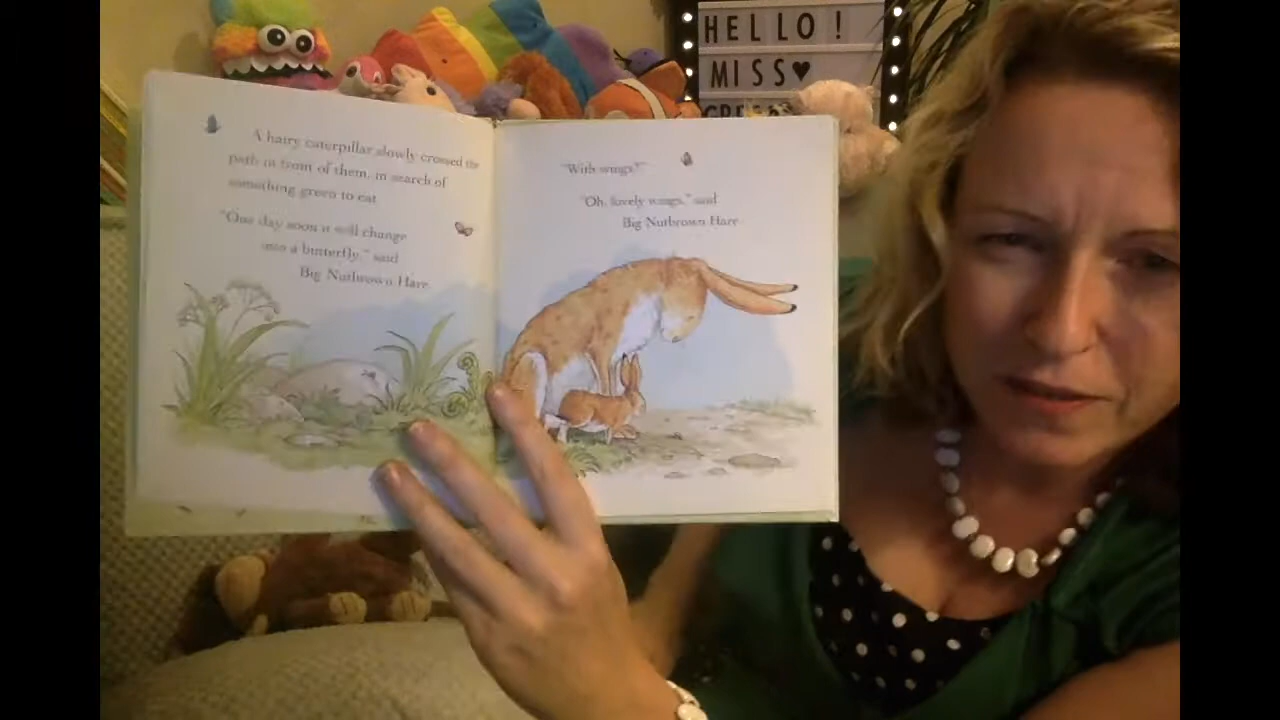 HELLO!
MISS♥
A hairy caterpillar slowly crossed the
path in front of them, in search of
something green to eat.
"One day soon it will change
into a butterfly," said
Big Nutbrown Hare.
"With wings?"
"Oh, lovely wings," said
Big Nutbrown Hare.